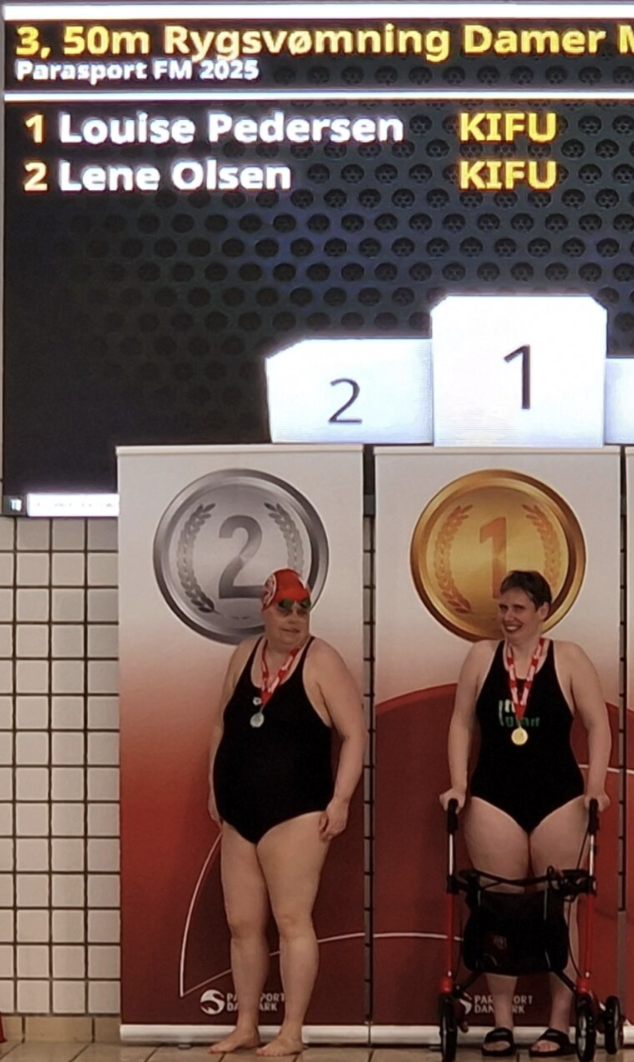 3, 50m Rygsvømning Damer
Parasport FM 2025
1 Louise Pedersen KIFU
2 Lene Olsen KIFU
2 1
2 1
PARASPORT
DANMARK
PARASPORT
DANMARK